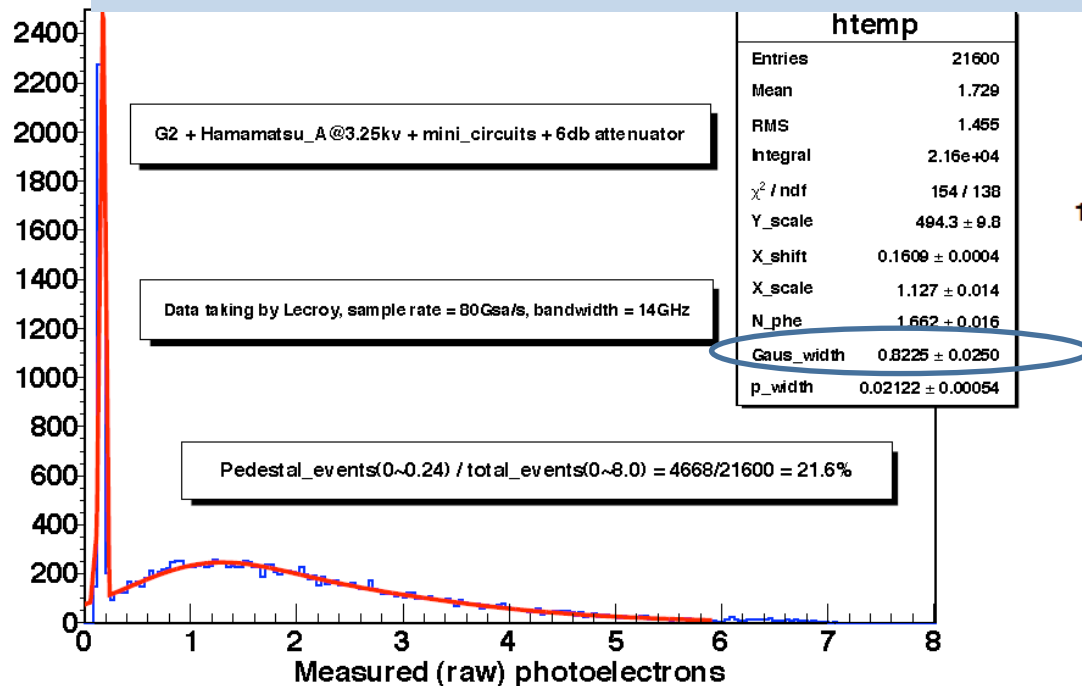 2400
2200
2000
1800
1600
1400
1200
1000
800
600
400
200
0
G2 + Hamamatsu_A@3.25kv + mini_circuits + 6db attenuator
Data taking by Lecroy, sample rate = 80Gsa/s, bandwidth = 14GHz
Pedestal_events(0~0.24) / total_events(0~8.0) = 4668/21600 = 21.6%
htemp
Entries 21600
Mean 1.729
RMS 1.455
Integral 2.16e+04
χ² / ndf 154 / 138
Y_scale 494.3 ± 9.8
X_shift 0.1609 ± 0.0004
X_scale 1.127 ± 0.014
N_phe 1.662 ± 0.016
Gaus_width 0.8225 ± 0.0250
p_width 0.02122 ± 0.00054
0 1 2 3 4 5 6 7 8
Measured (raw) photoelectrons